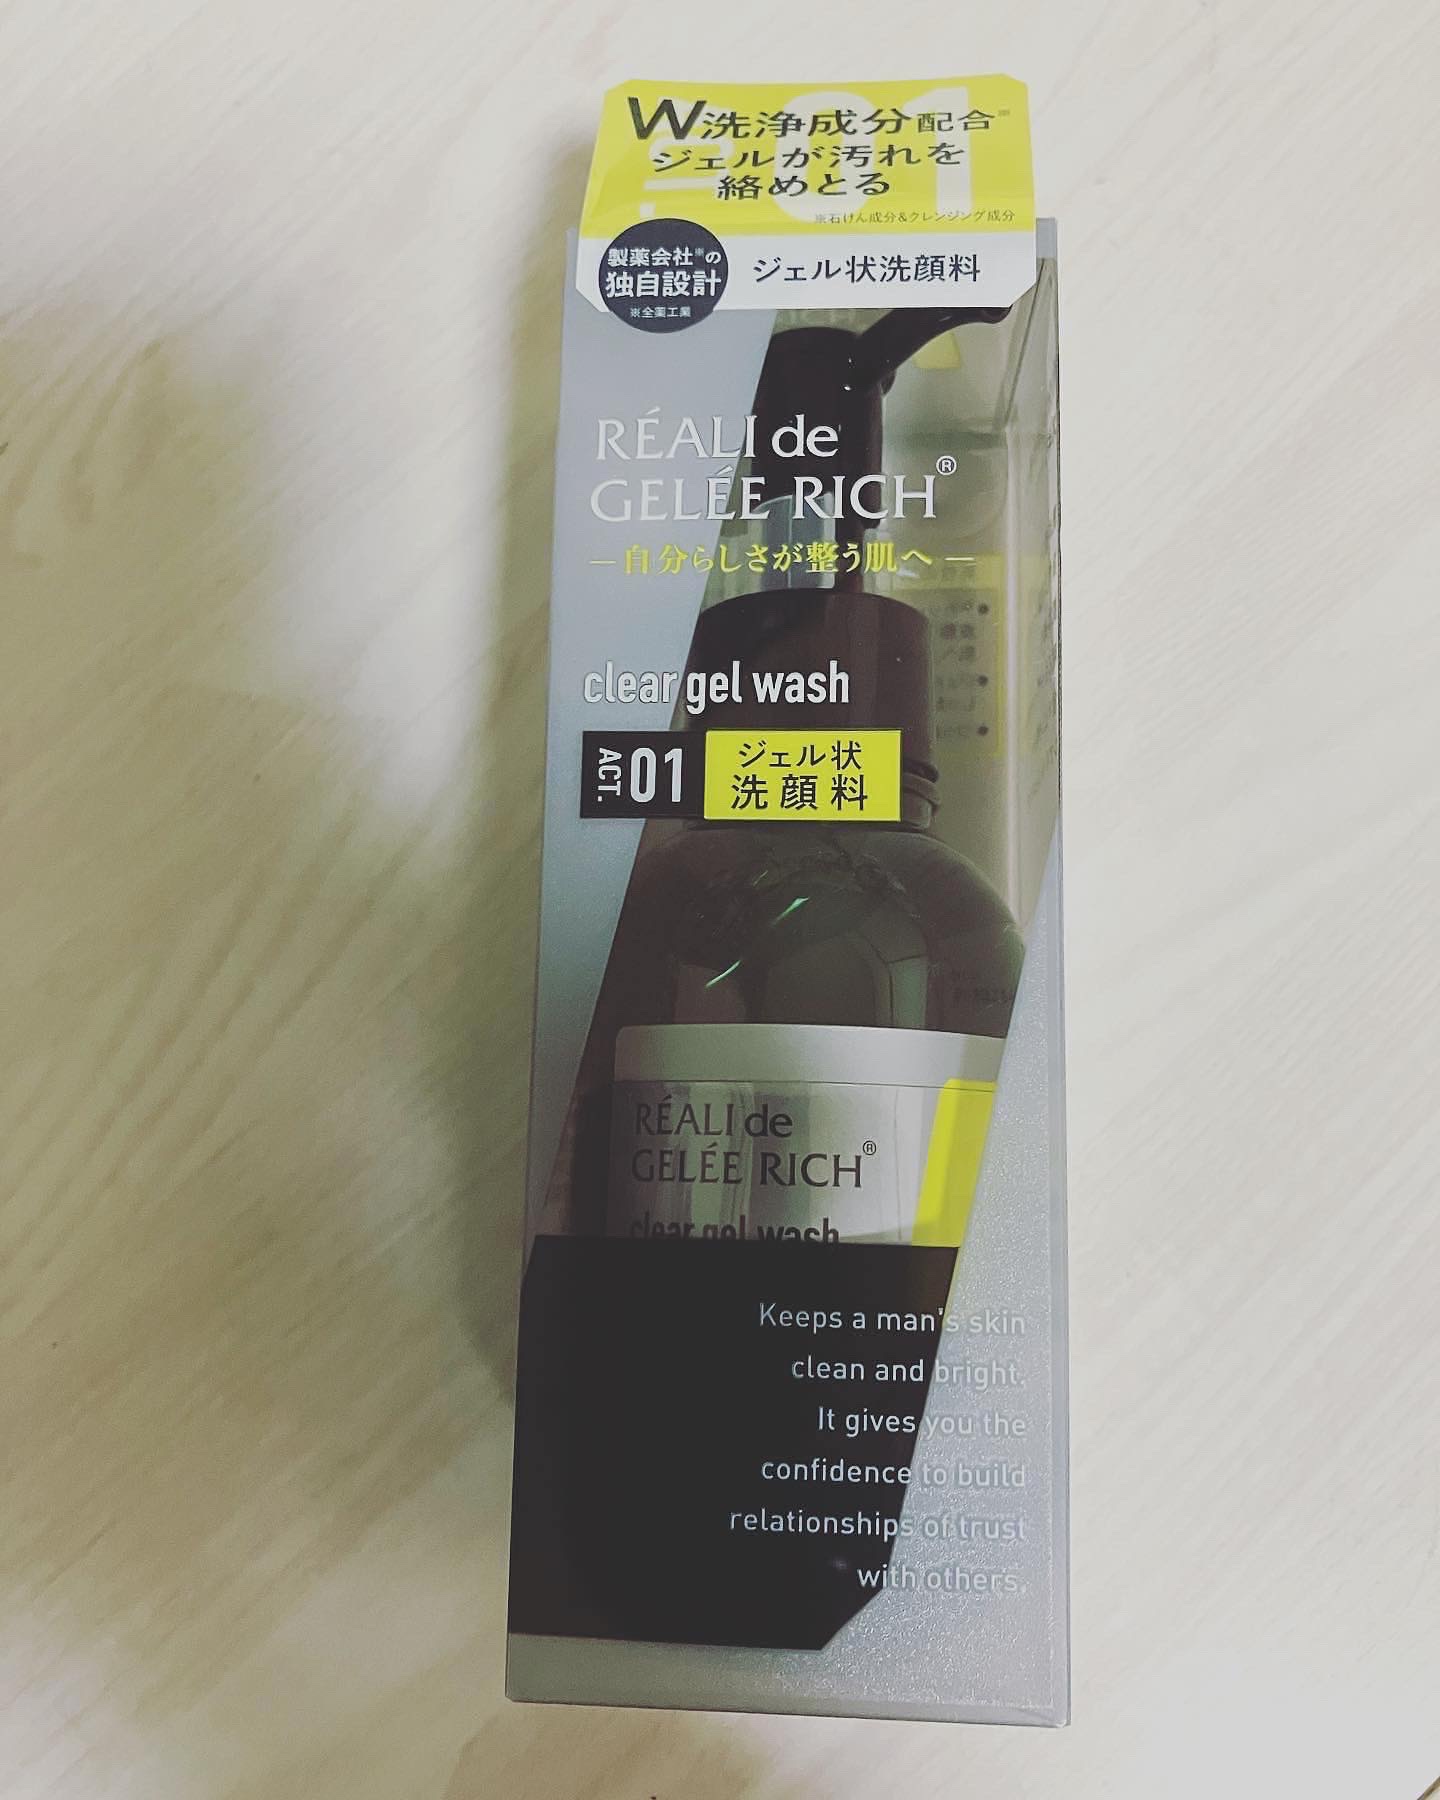 W洗浄成分配合※
ジェルが汚れを
絡めとる
※石けん成分&クレンジング成分
製薬会社※の
独自設計
※全薬工業
ジェル状洗顔料
RÉALI de
GELÉE RICH®
—自分らしさが整う肌へ—
clear gel wash
ACT. 01
ジェル状
洗顔料
RÉALI de
GELÉE RICH®
clear gel wash
Keeps a man's skin
clean and bright.
It gives you the
confidence to build
relationships of trust
with others.